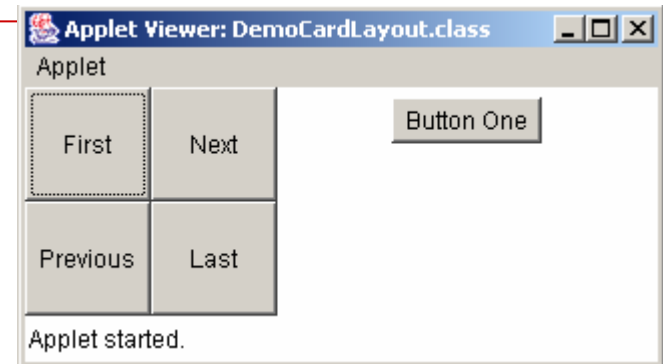 Applet Viewer: DemoCardLayout.class
Applet
First Next Button One
Previous Last
Applet started.